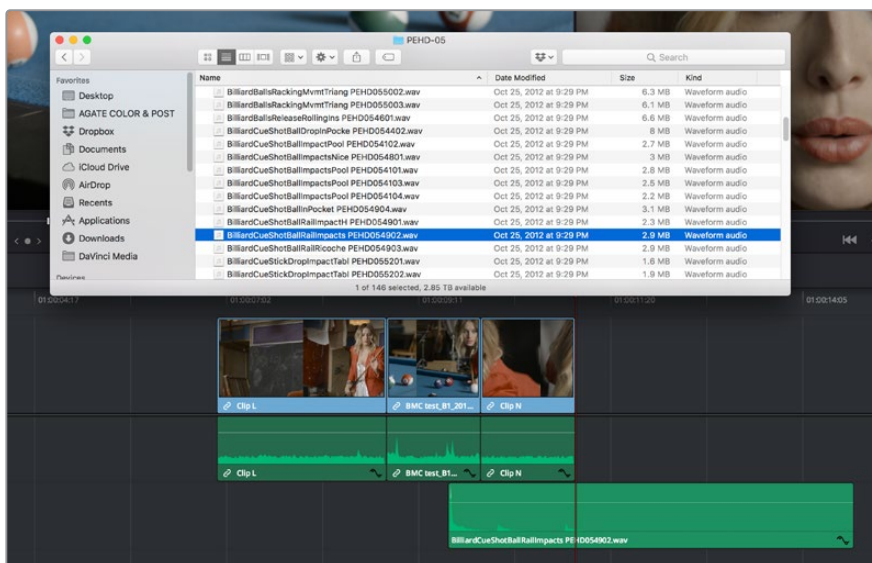 PEHD-05
Search
Favorites
Desktop
AGATE COLOR & POST
Dropbox
Documents
iCloud Drive
AirDrop
Recents
Applications
Downloads
DaVinci Media
Devices
Name Date Modified Size Kind
BilliardBallsRackingMvmtTriang PEHD055002.wav Oct 25, 2012 at 9:29 PM 6.3 MB Waveform audio
BilliardBallsRackingMvmtTriang PEHD055003.wav Oct 25, 2012 at 9:29 PM 6.1 MB Waveform audio
BilliardBallsReleaseRollingIns PEHD054601.wav Oct 25, 2012 at 9:29 PM 6.6 MB Waveform audio
BilliardCueShotBallDropInPocke PEHD054402.wav Oct 25, 2012 at 9:29 PM 8 MB Waveform audio
BilliardCueShotBallImpactPool PEHD054102.wav Oct 25, 2012 at 9:29 PM 2.7 MB Waveform audio
BilliardCueShotBallImpactsNice PEHD054801.wav Oct 25, 2012 at 9:29 PM 3 MB Waveform audio
BilliardCueShotBallImpactsPool PEHD054101.wav Oct 25, 2012 at 9:29 PM 2.8 MB Waveform audio
BilliardCueShotBallImpactsPool PEHD054103.wav Oct 25, 2012 at 9:29 PM 2.5 MB Waveform audio
BilliardCueShotBallImpactsPool PEHD054104.wav Oct 25, 2012 at 9:29 PM 2.2 MB Waveform audio
BilliardCueShotBallInPocket PEHD054904.wav Oct 25, 2012 at 9:29 PM 3.1 MB Waveform audio
BilliardCueShotBallRailImpactH PEHD054901.wav Oct 25, 2012 at 9:29 PM 2.3 MB Waveform audio
BilliardCueShotBallRailImpacts PEHD054902.wav Oct 25, 2012 at 9:29 PM 2.9 MB Waveform audio
BilliardCueShotBallRailRicoche PEHD054903.wav Oct 25, 2012 at 9:29 PM 2.9 MB Waveform audio
BilliardCueStickDropImpactTabl PEHD055201.wav Oct 25, 2012 at 9:29 PM 1.6 MB Waveform audio
BilliardCueStickDropImpactTabl PEHD055202.wav Oct 25, 2012 at 9:29 PM 1.9 MB Waveform audio
1 of 146 selected, 2.85 TB available
01:00:04:17 01:00:07:02 01:00:09:11 01:00:11:20 01:00:14:05
Clip L BMC test_B1_201... Clip N
Clip L BMC test_B1... Clip N
BilliardCueShotBallRailImpacts PEHD054902.wav